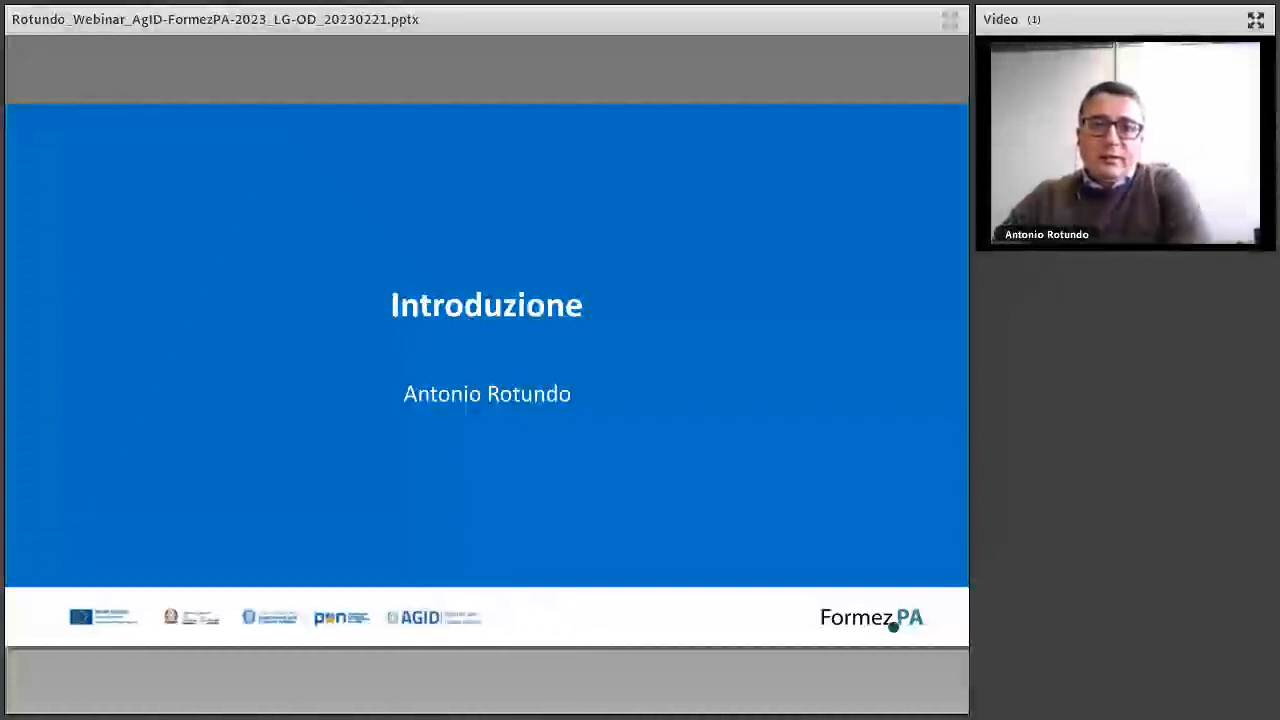 Rotundo_Webinar_AgID-FormezPA-2023_LG-OD_20230221.pptx
Video (1)
Antonio Rotundo
Introduzione
Antonio Rotundo
pon
AGID
FormezPA